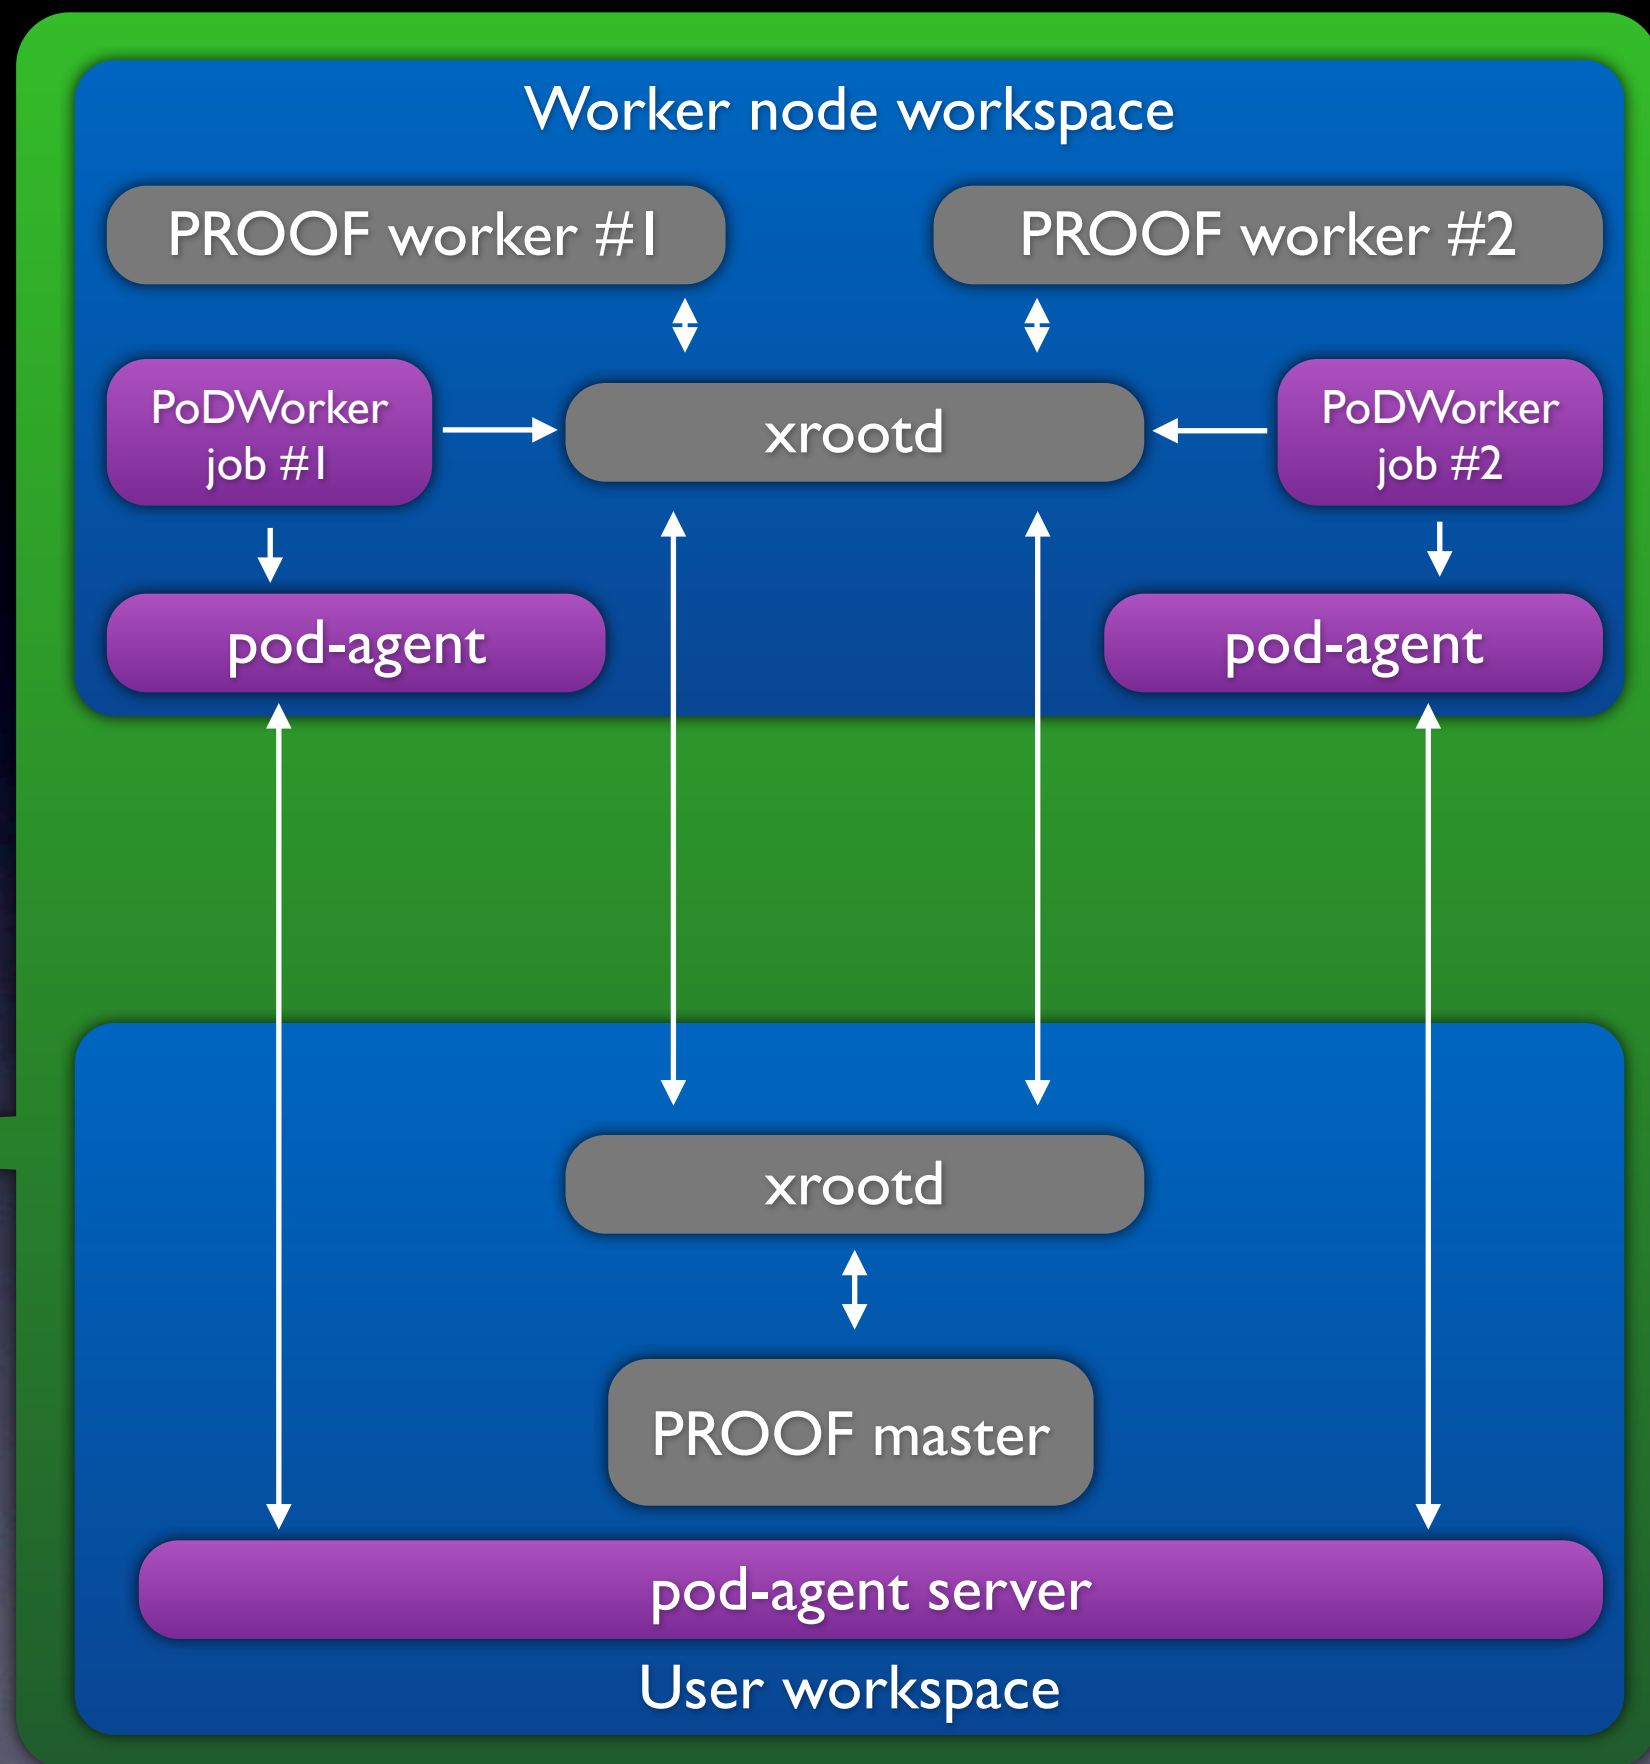 Worker node workspace
PROOF worker #1
PROOF worker #2
PoDWorker
job #1
xrootd
PoDWorker
job #2
pod-agent
pod-agent
xrootd
PROOF master
pod-agent server
User workspace